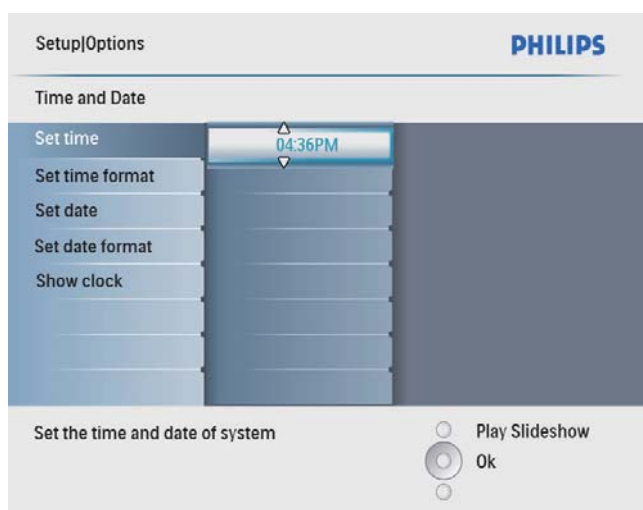 Setup|Options
PHILIPS
Time and Date
Set time
04:36PM
Set time format
Set date
Set date format
Show clock
Set the time and date of system
Play Slideshow
Ok